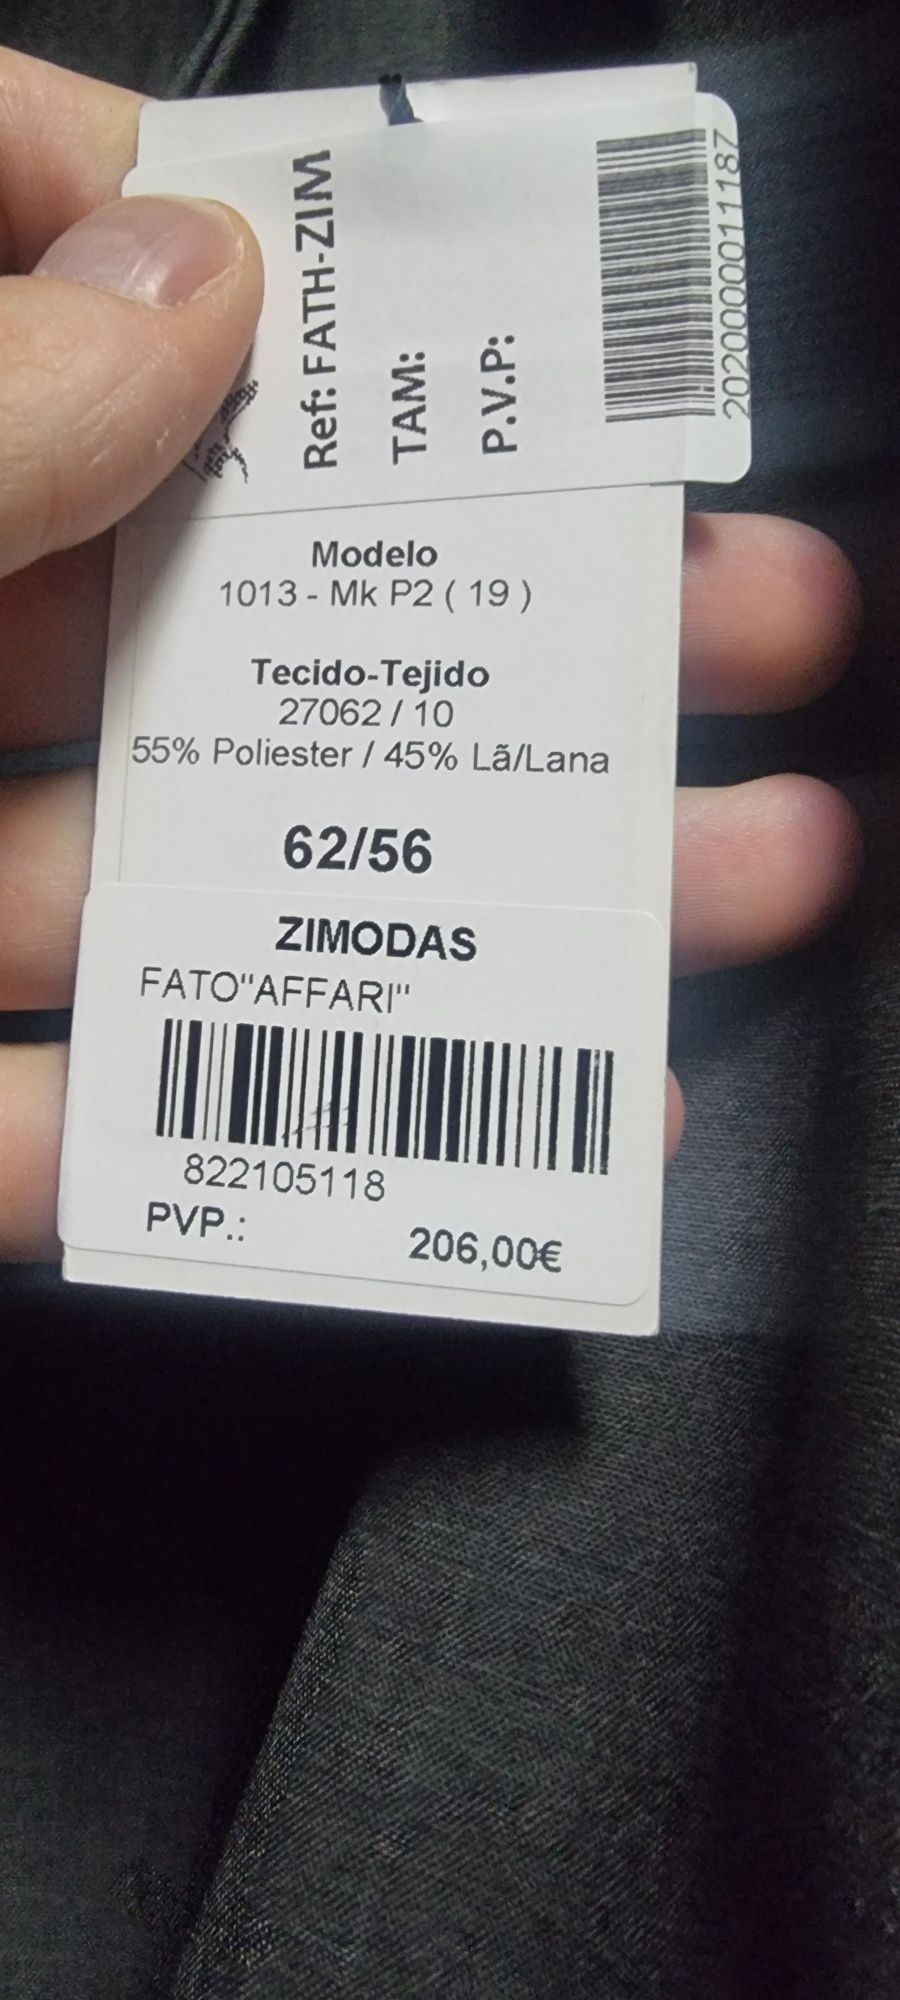 Ref: FATH-ZIM
TAM:
P.V.P:
2020000011187
Modelo
1013 - Mk P2 ( 19 )
Tecido-Tejido
27062 / 10
55% Poliester / 45% Lã/Lana
62/56
ZIMODAS
FATO"AFFARI"
822105118
PVP.: 206,00€